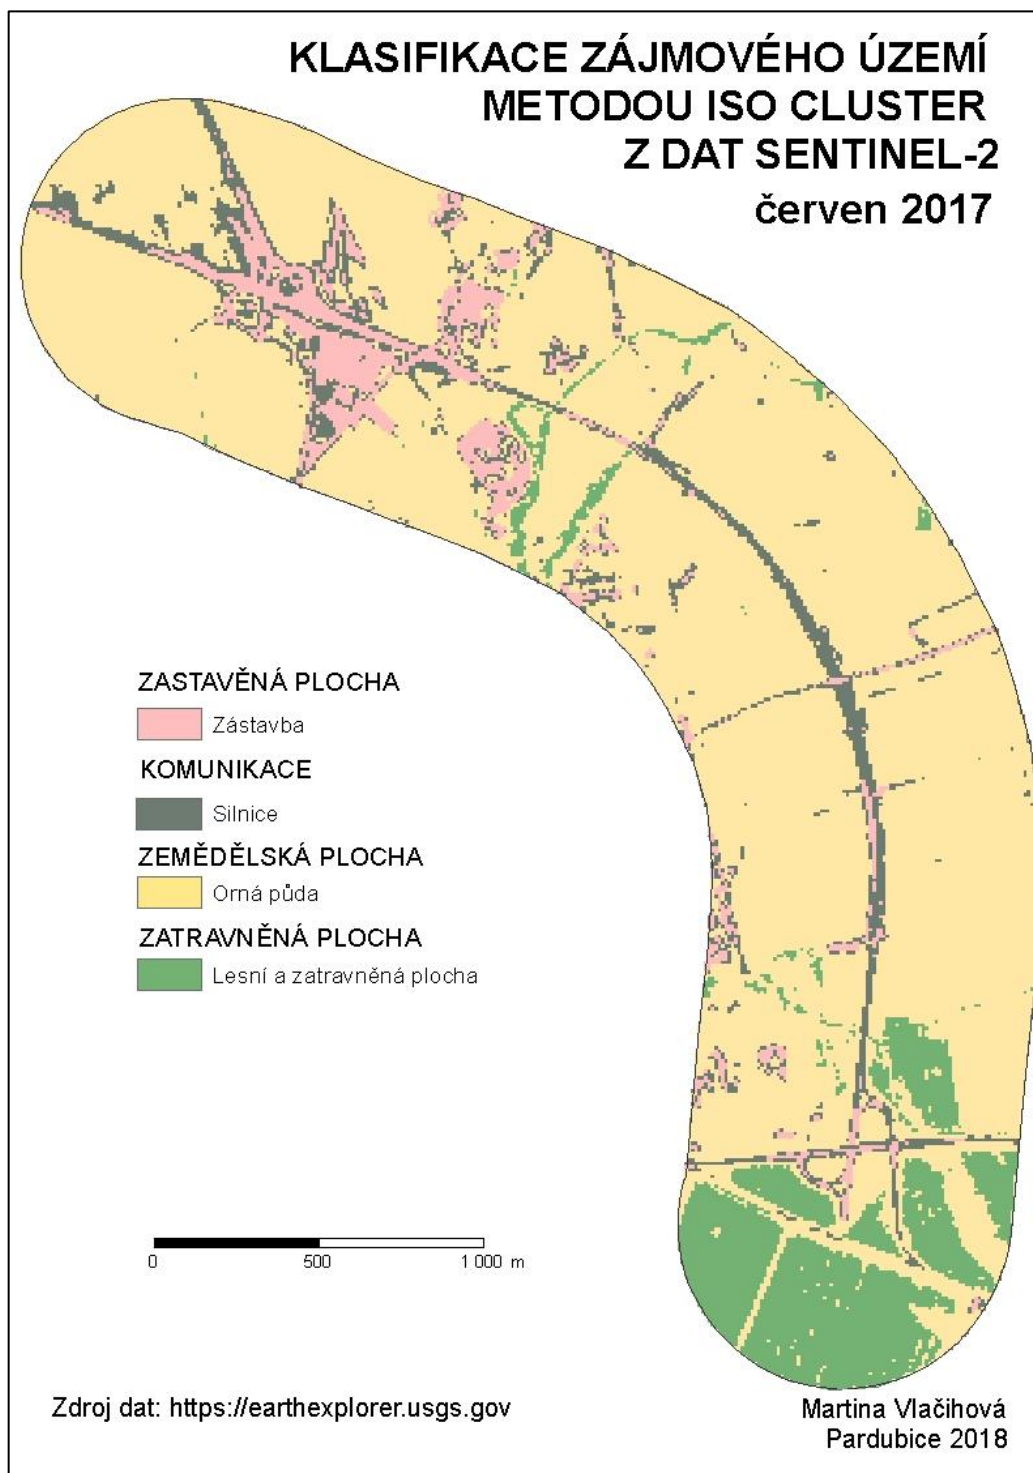 KLASIFIKACE ZÁJMOVÉHO ÚZEMÍ
METODOU ISO CLUSTER
Z DAT SENTINEL-2
červen 2017
ZASTAVĚNÁ PLOCHA
Zástavba
KOMUNIKACE
Silnice
ZEMĚDĚLSKÁ PLOCHA
Orná půda
ZATRAVNĚNÁ PLOCHA
Lesní a zatravněná plocha
0 500 1 000 m
Zdroj dat: https://earthexplorer.usgs.gov
Martina Vlačihová
Pardubice 2018